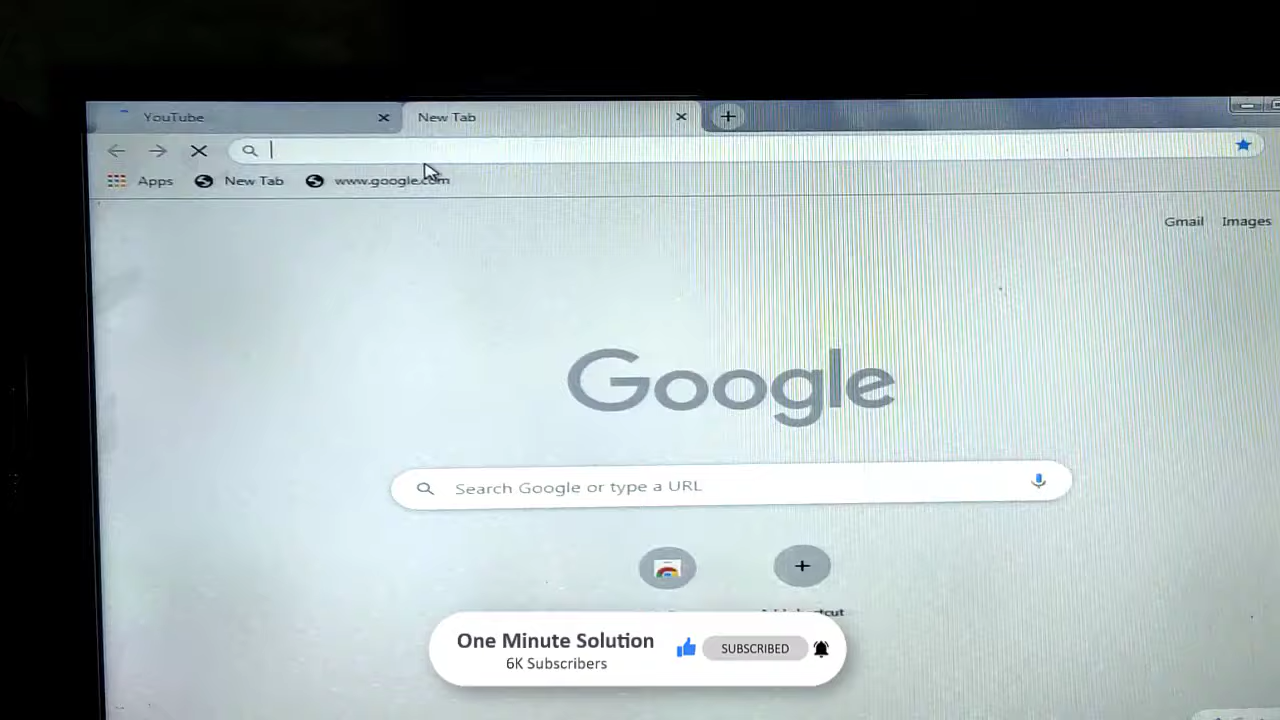 YouTube
New Tab
Apps
New Tab
www.google.com
Gmail Images
Google
Search Google or type a URL
One Minute Solution
6K Subscribers
SUBSCRIBED